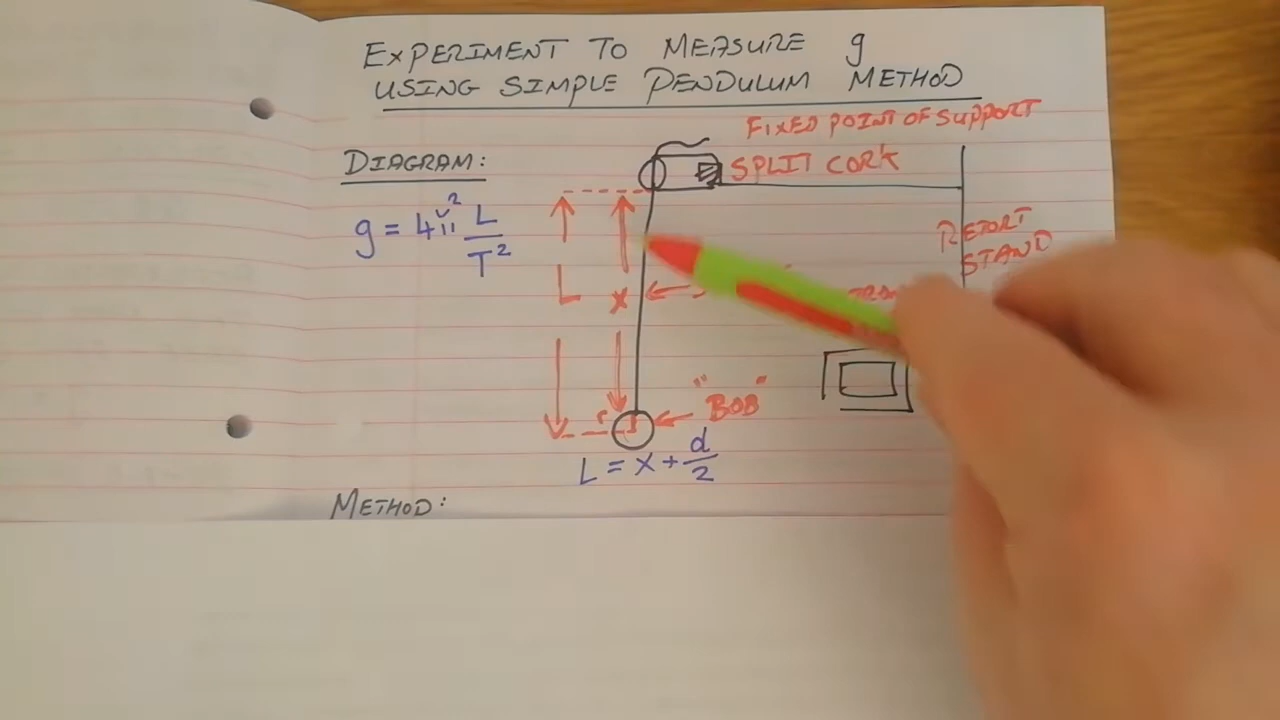 EXPERIMENT TO MEASURE g
USING SIMPLE PENDULUM METHOD
FIXED POINT OF SUPPORT
DIAGRAM:
SPLIT CORK
g = 4π² L/T²
RETORT
STAND
L
x
"BOB"
r
L = x + d/2
METHOD: